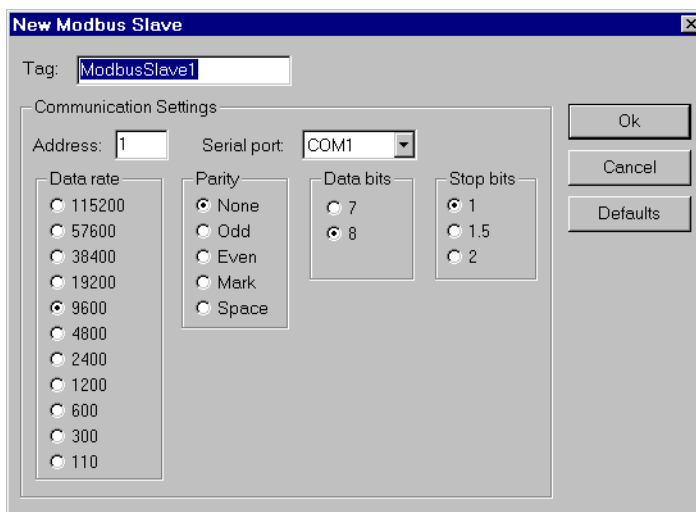 New Modbus Slave
Tag: ModbusSlave1
Communication Settings
Address: 1 Serial port: COM1
Data rate
115200
57600
38400
19200
9600
4800
2400
1200
600
300
110
Parity
None
Odd
Even
Mark
Space
Data bits
7
8
Stop bits
1
1.5
2
Ok
Cancel
Defaults